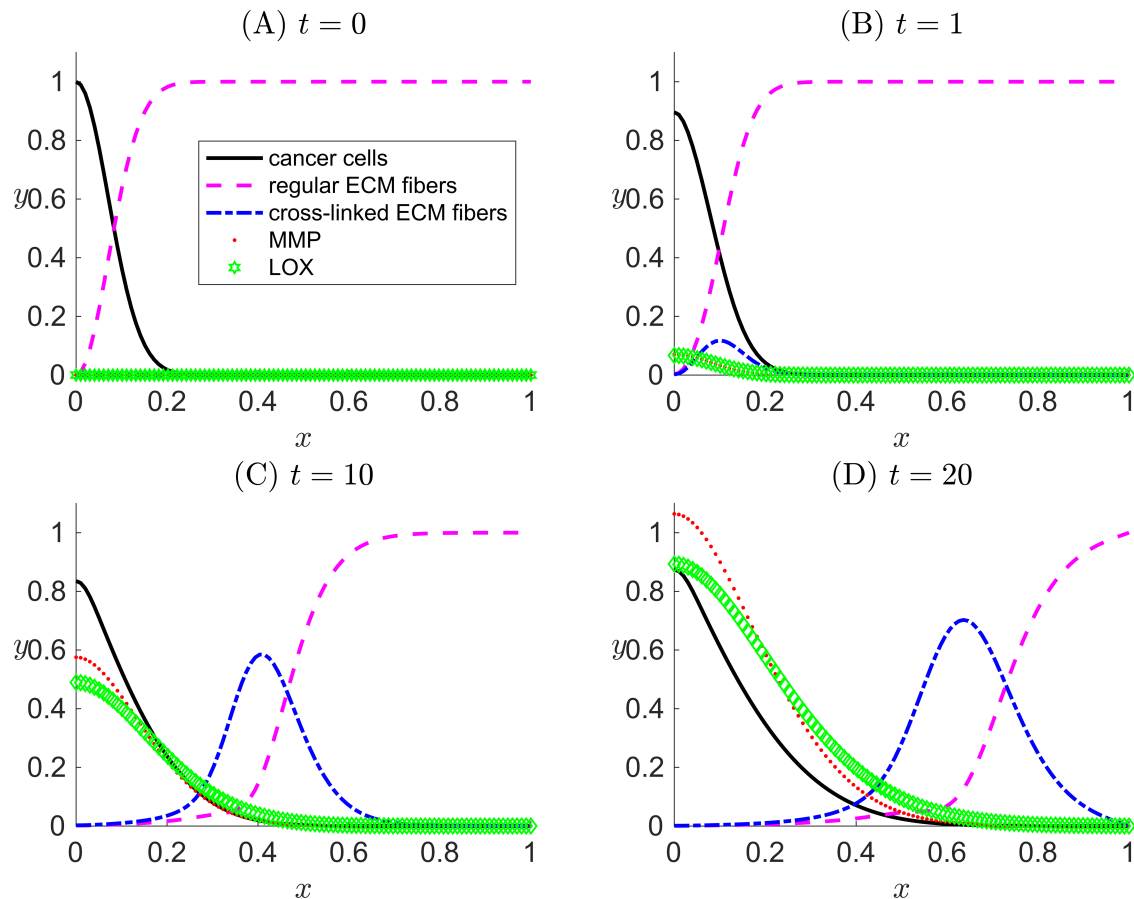 (A) t = 0
1
0.8
y0.6
0.4
0.2
0
0 0.2 0.4 0.6 0.8 1
x
cancer cells
regular ECM fibers
cross-linked ECM fibers
MMP
LOX
(B) t = 1
1
0.8
y0.6
0.4
0.2
0
0 0.2 0.4 0.6 0.8 1
x
(C) t = 10
1
0.8
y0.6
0.4
0.2
0
0 0.2 0.4 0.6 0.8 1
x
(D) t = 20
1
0.8
y0.6
0.4
0.2
0
0 0.2 0.4 0.6 0.8 1
x